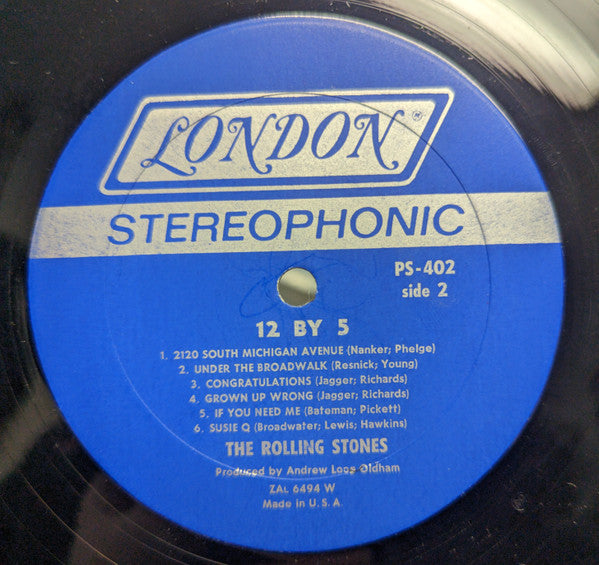 LONDON®
STEREOPHONIC
PS-402
side 2
12 BY 5
1. 2120 SOUTH MICHIGAN AVENUE (Nanker; Phelge)
2. UNDER THE BROADWALK (Resnick; Young)
3. CONGRATULATIONS (Jagger; Richards)
4. GROWN UP WRONG (Jagger; Richards)
5. IF YOU NEED ME (Bateman; Pickett)
6. SUSIE Q (Broadwater; Lewis; Hawkins)
THE ROLLING STONES
Produced by Andrew Loog Oldham
ZAL 6494 W
Made in U.S.A.